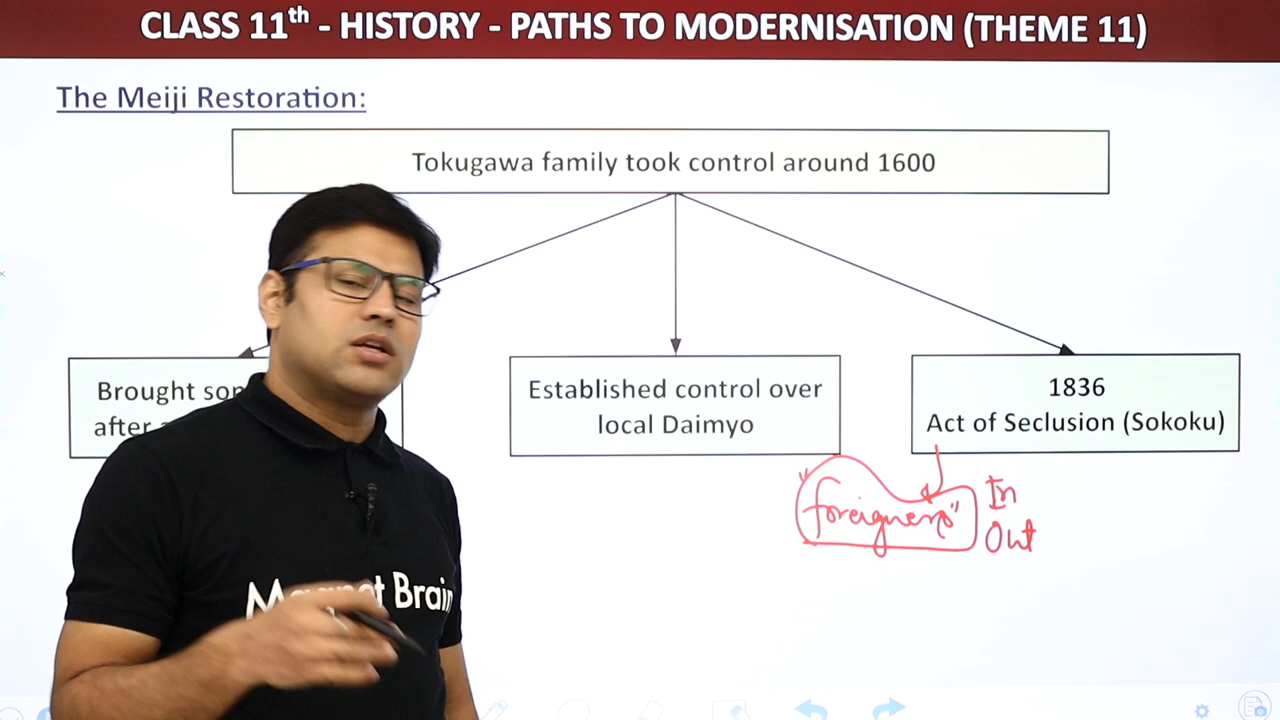 CLASS 11th - HISTORY - PATHS TO MODERNISATION (THEME 11)
The Meiji Restoration:
Tokugawa family took control around 1600
Brought
after
Established control over
local Daimyo
1836
Act of Seclusion (Sokoku)
foreigners"
In
Out
Magnet Brain